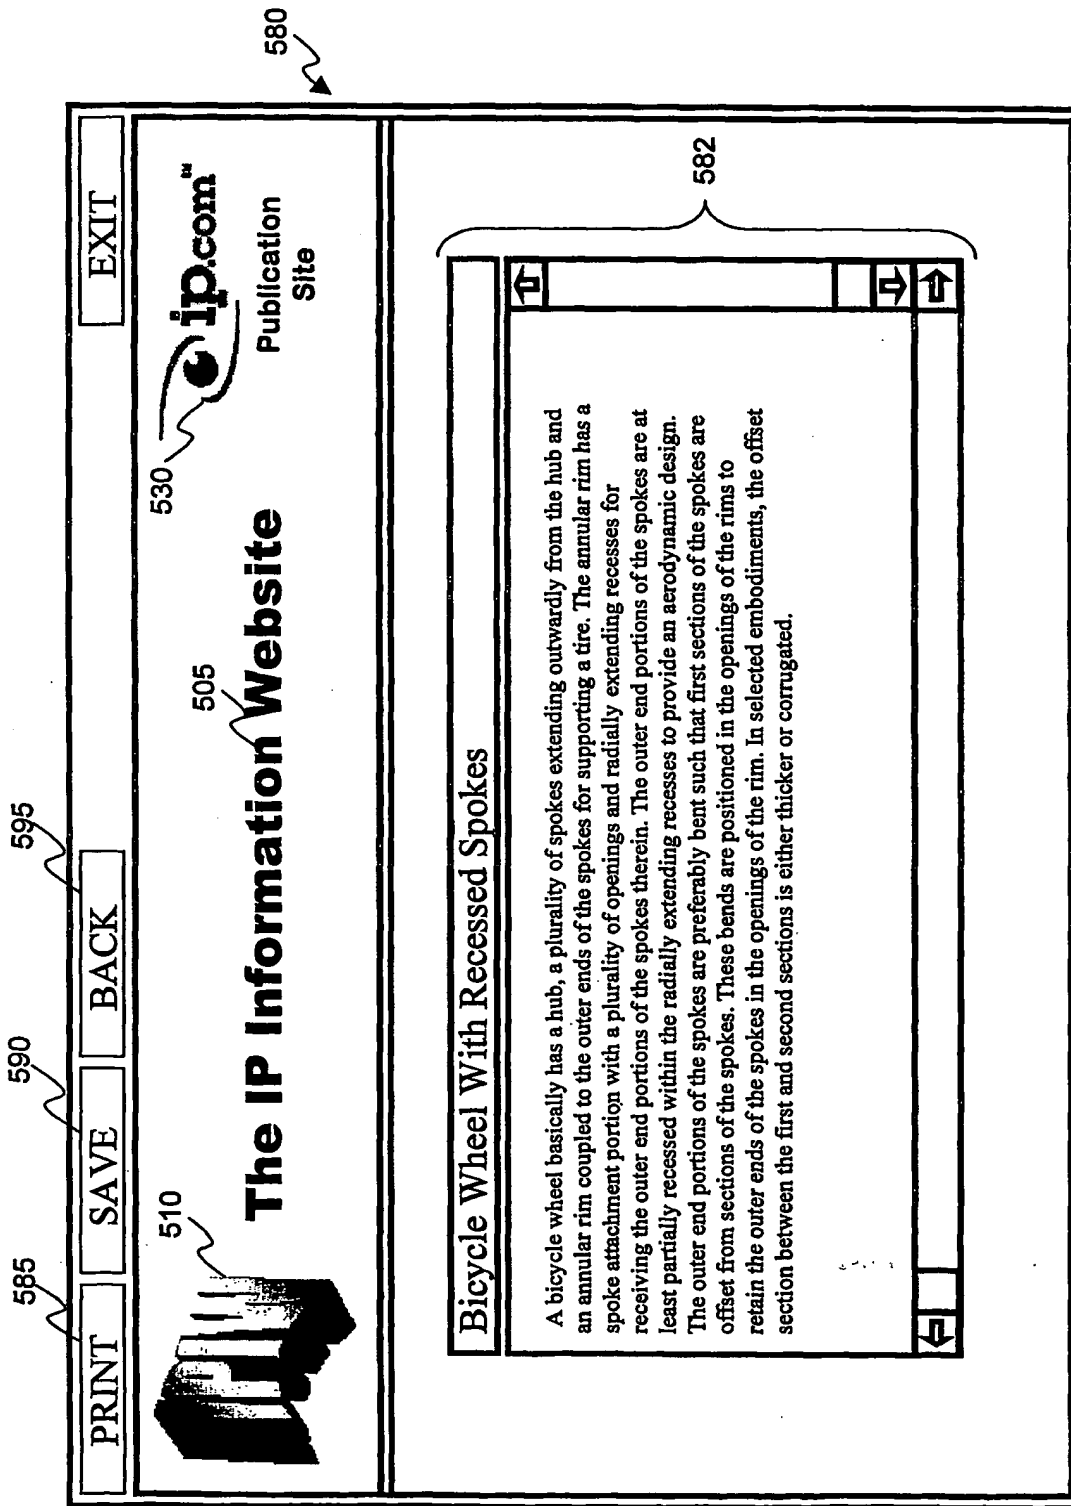 585
590
595
580
PRINT
SAVE
BACK
EXIT
510
505
530
The IP Information Website
ip.com™
Publication
Site
582
Bicycle Wheel With Recessed Spokes
A bicycle wheel basically has a hub, a plurality of spokes extending outwardly from the hub and
an annular rim coupled to the outer ends of the spokes for supporting a tire. The annular rim has a
spoke attachment portion with a plurality of openings and radially extending recesses for
receiving the outer end portions of the spokes therein. The outer end portions of the spokes are at
least partially recessed within the radially extending recesses to provide an aerodynamic design.
The outer end portions of the spokes are preferably bent such that first sections of the spokes are
offset from sections of the spokes. These bends are positioned in the openings of the rims to
retain the outer ends of the spokes in the openings of the rim. In selected embodiments, the offset
section between the first and second sections is either thicker or corrugated.